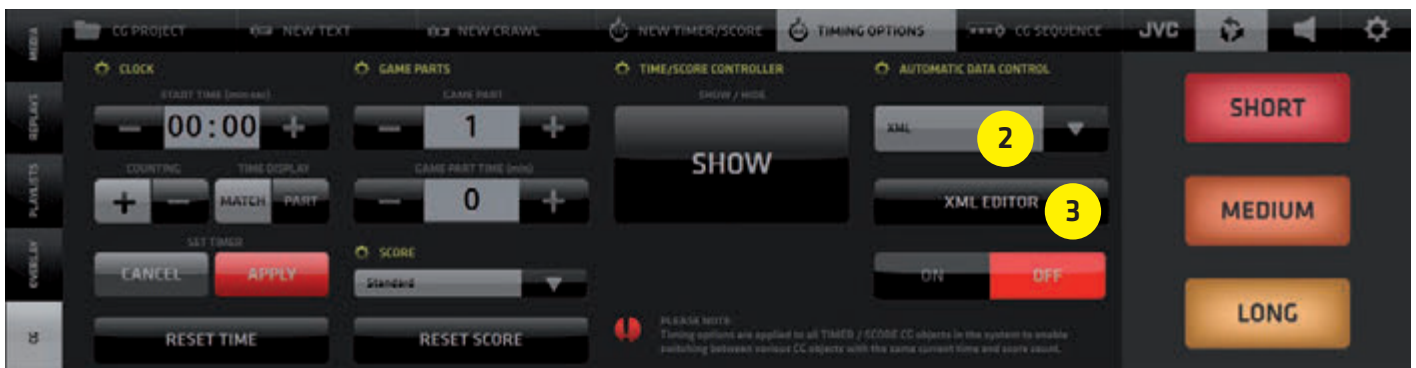 MEDIA
REPLAYS
PLAYLISTS
OVERLAY
CG
CG PROJECT
NEW TEXT
NEW CRAWL
NEW TIMER/SCORE
TIMING OPTIONS
CG SEQUENCE
JVC
CLOCK
START TIME (min:sec)
− 00:00 +
COUNTING
TIME DISPLAY
+ −
MATCH PART
SET TIMER
CANCEL APPLY
RESET TIME
GAME PARTS
GAME PART
− 1 +
GAME PART TIME (min)
− 0 +
SCORE
Standard
RESET SCORE
TIME/SCORE CONTROLLER
SHOW / HIDE
SHOW
PLEASE NOTE
Timing options are applied to all TIMER / SCORE CG objects in the system to enable
switching between various CG objects with the same current time and score count.
AUTOMATIC DATA CONTROL
XML
2
XML EDITOR
3
ON OFF
SHORT
MEDIUM
LONG